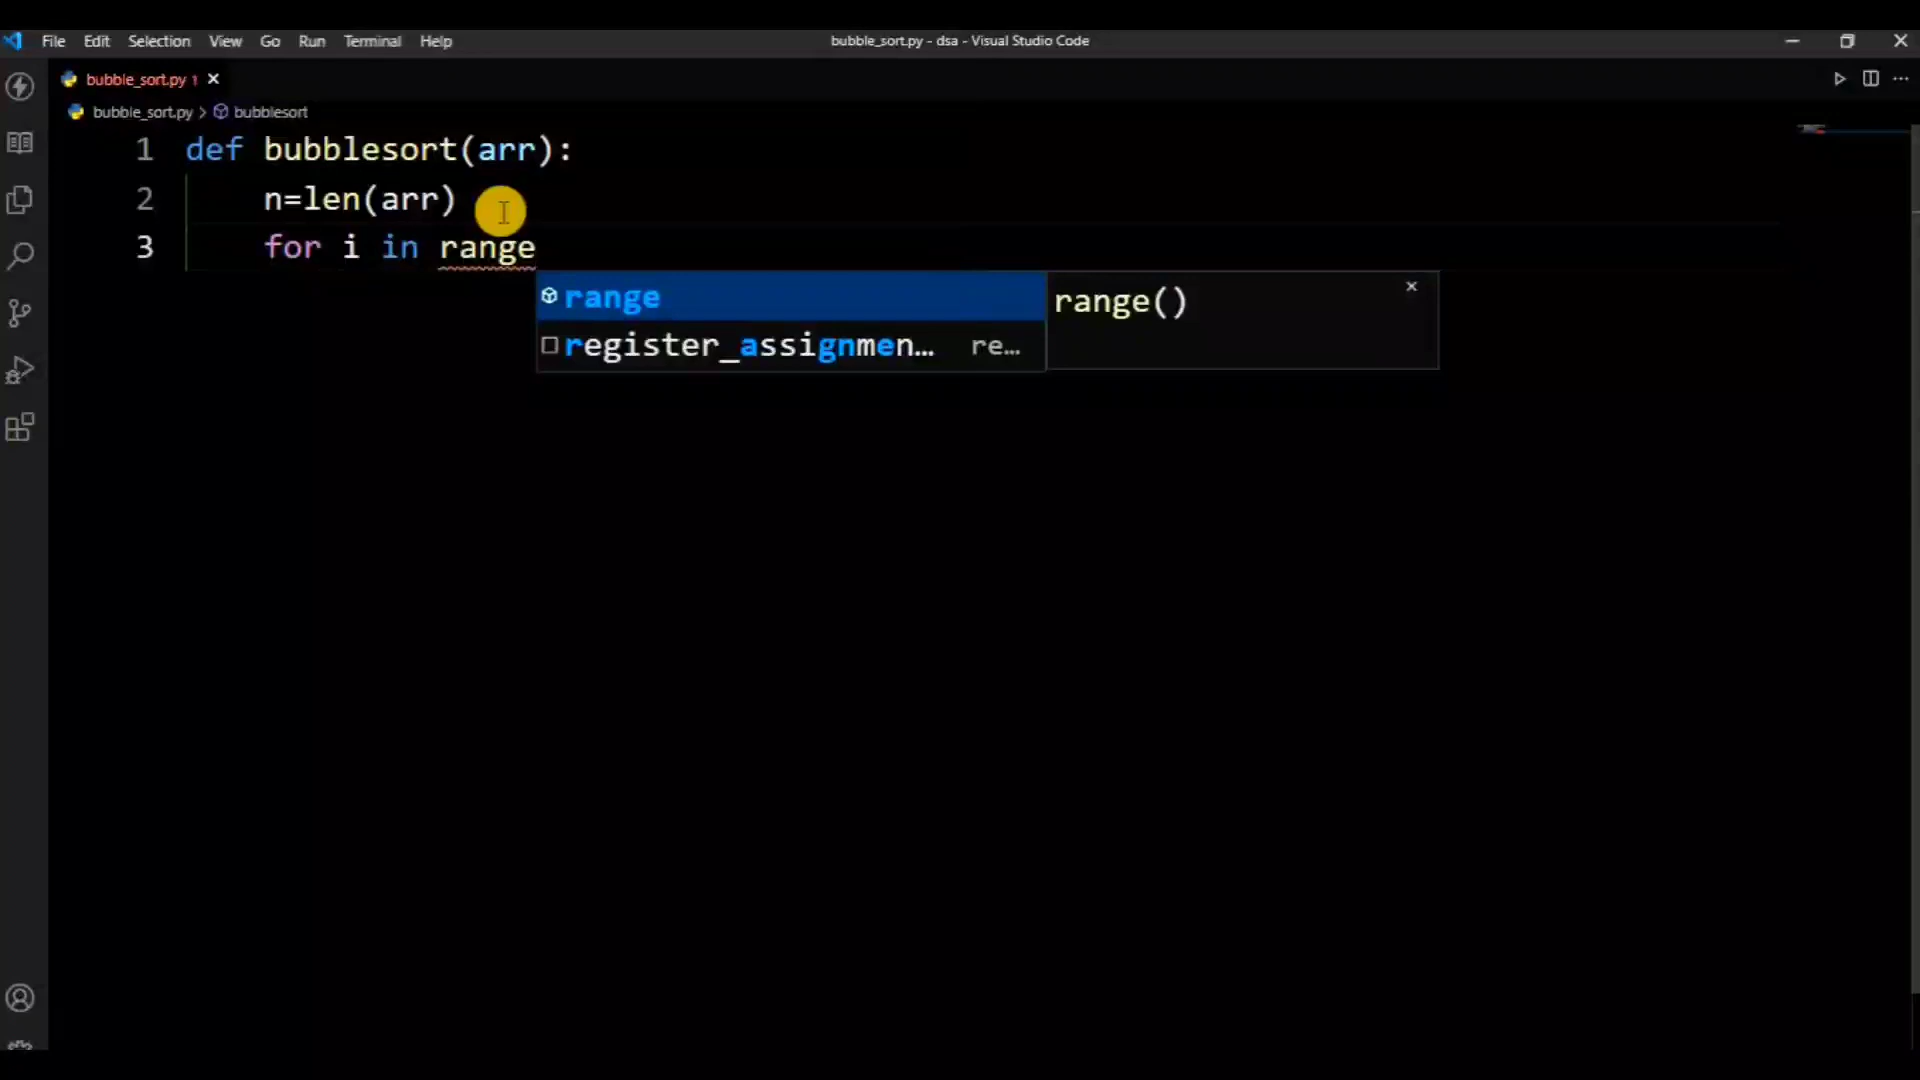 File Edit Selection View Go Run Terminal Help
bubble_sort.py - dsa - Visual Studio Code
bubble_sort.py 1
bubble_sort.py > bubblesort
1 def bubblesort(arr):
2 n=len(arr)
3 for i in range
range
range()
register_assignmen… re…